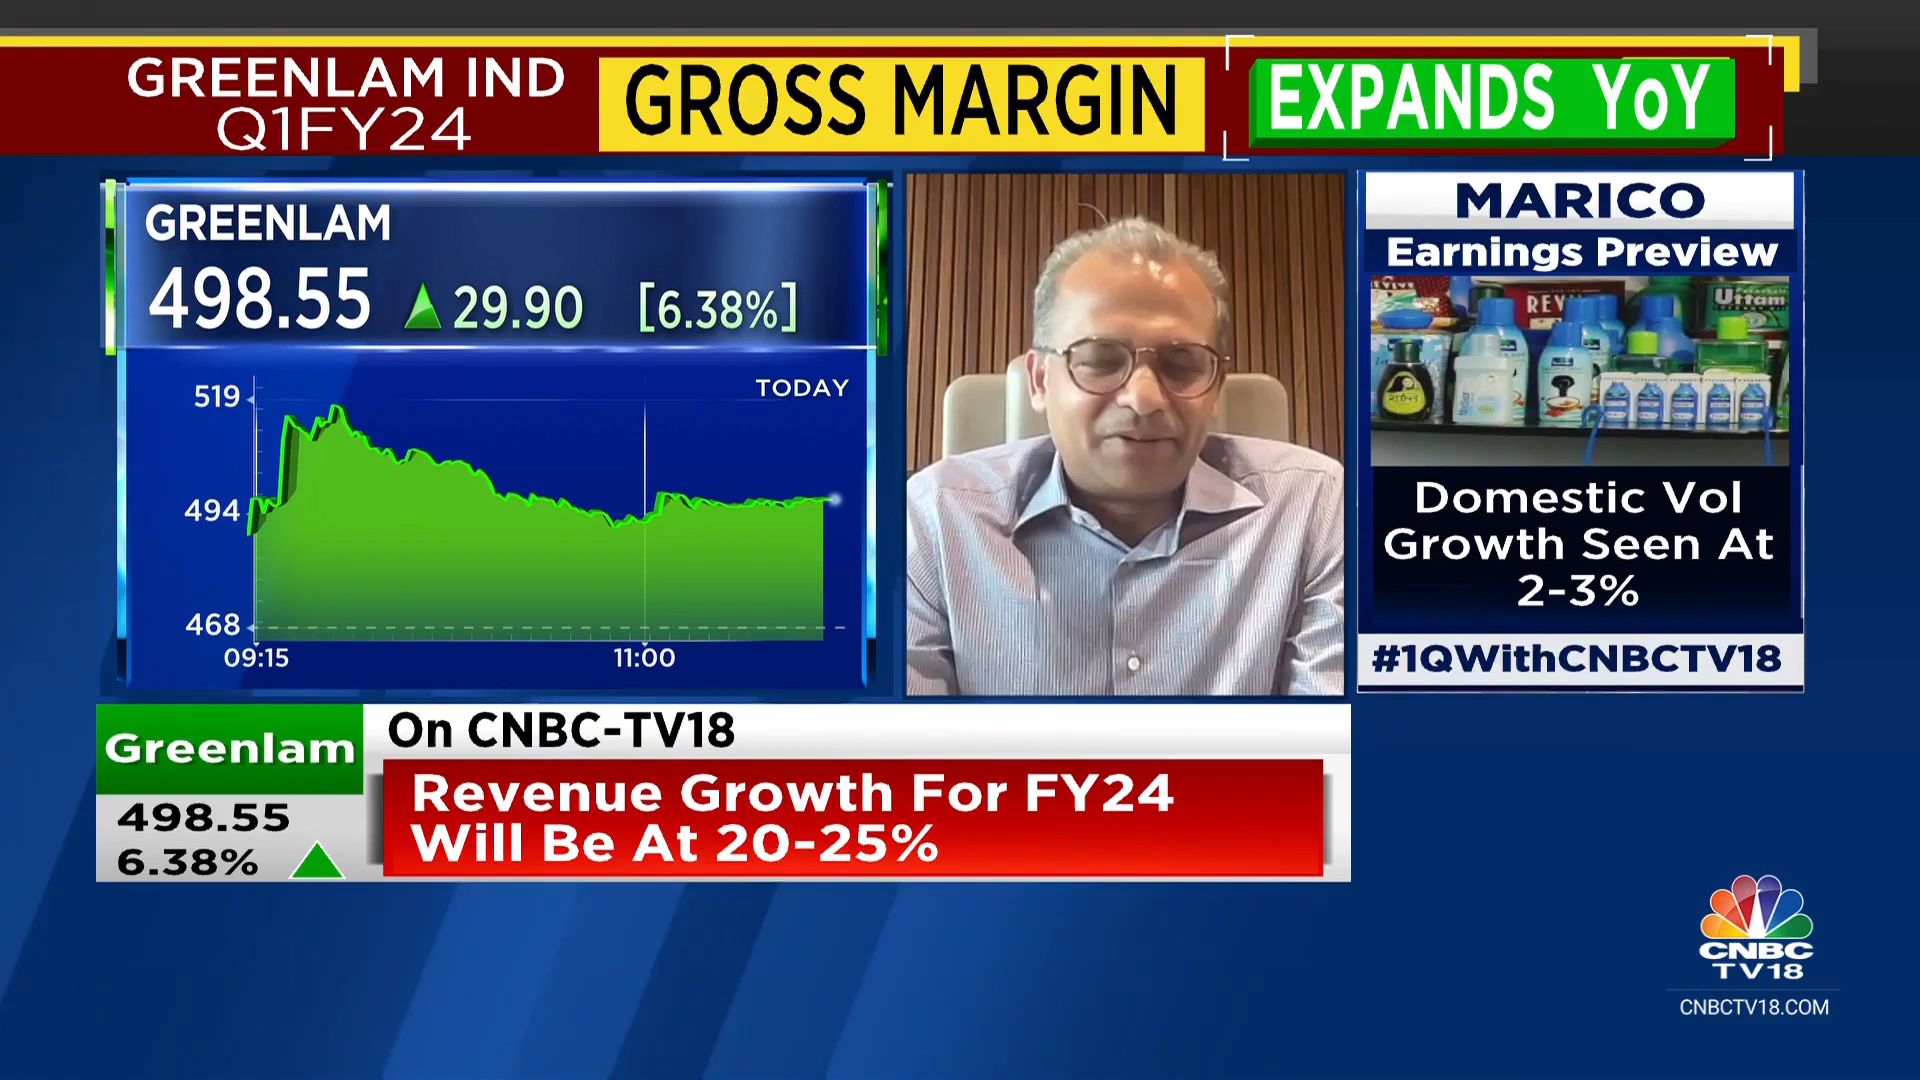 GREENLAM IND
Q1FY24
GROSS MARGIN
EXPANDS YoY
GREENLAM
498.55 ▲ 29.90 [6.38%]
TODAY
519
494
468
09:15
11:00
MARICO
Earnings Preview
REVIVE
Uttam
Domestic Vol
Growth Seen At
2-3%
#1QWithCNBCTV18
Greenlam
498.55
6.38%
On CNBC-TV18
Revenue Growth For FY24
Will Be At 20-25%
CNBC
TV18
CNBCTV18.COM